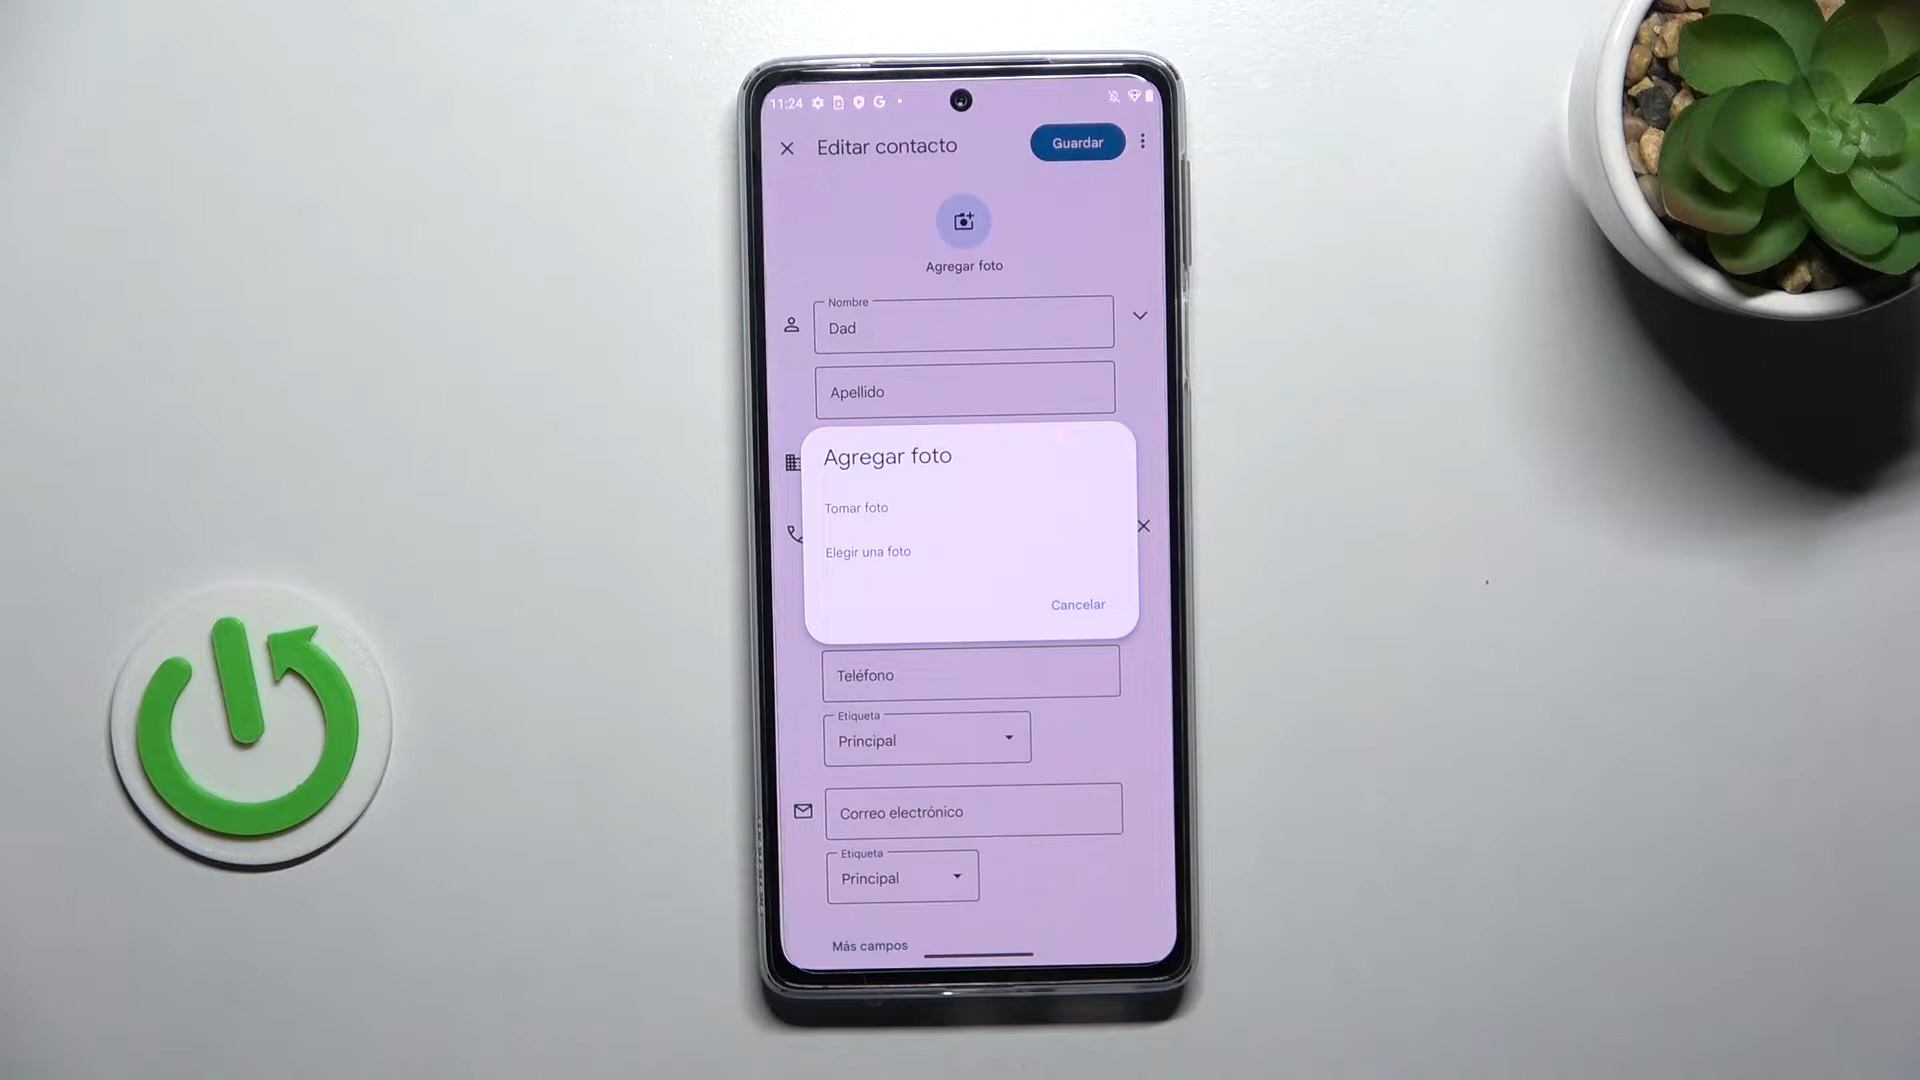 11:24
Editar contacto
Guardar
Agregar foto
Nombre
Dad
Apellido
Agregar foto
Tomar foto
Elegir una foto
Cancelar
Teléfono
Etiqueta
Principal
Correo electrónico
Etiqueta
Principal
Más campos